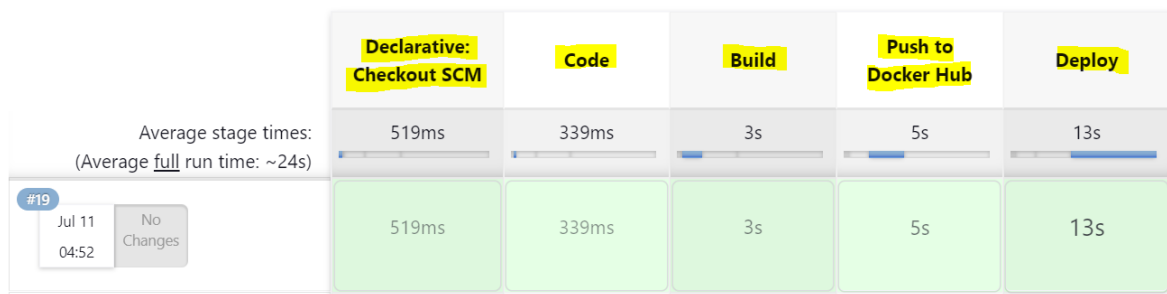 Declarative:
Checkout SCM
Code
Build
Push to
Docker Hub
Deploy
Average stage times:
(Average full run time: ~24s)
519ms
339ms
3s
5s
13s
#19
Jul 11
04:52
No
Changes
519ms
339ms
3s
5s
13s